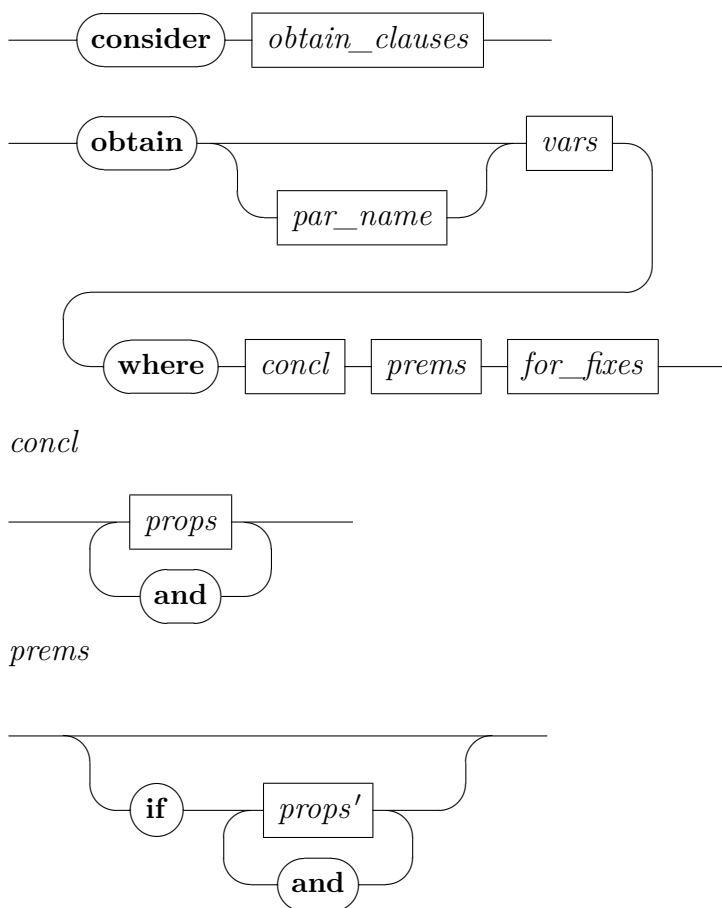 consider obtain_clauses
obtain vars
par_name
where concl prems for_fixes
concl
props
and
prems
if props′
and